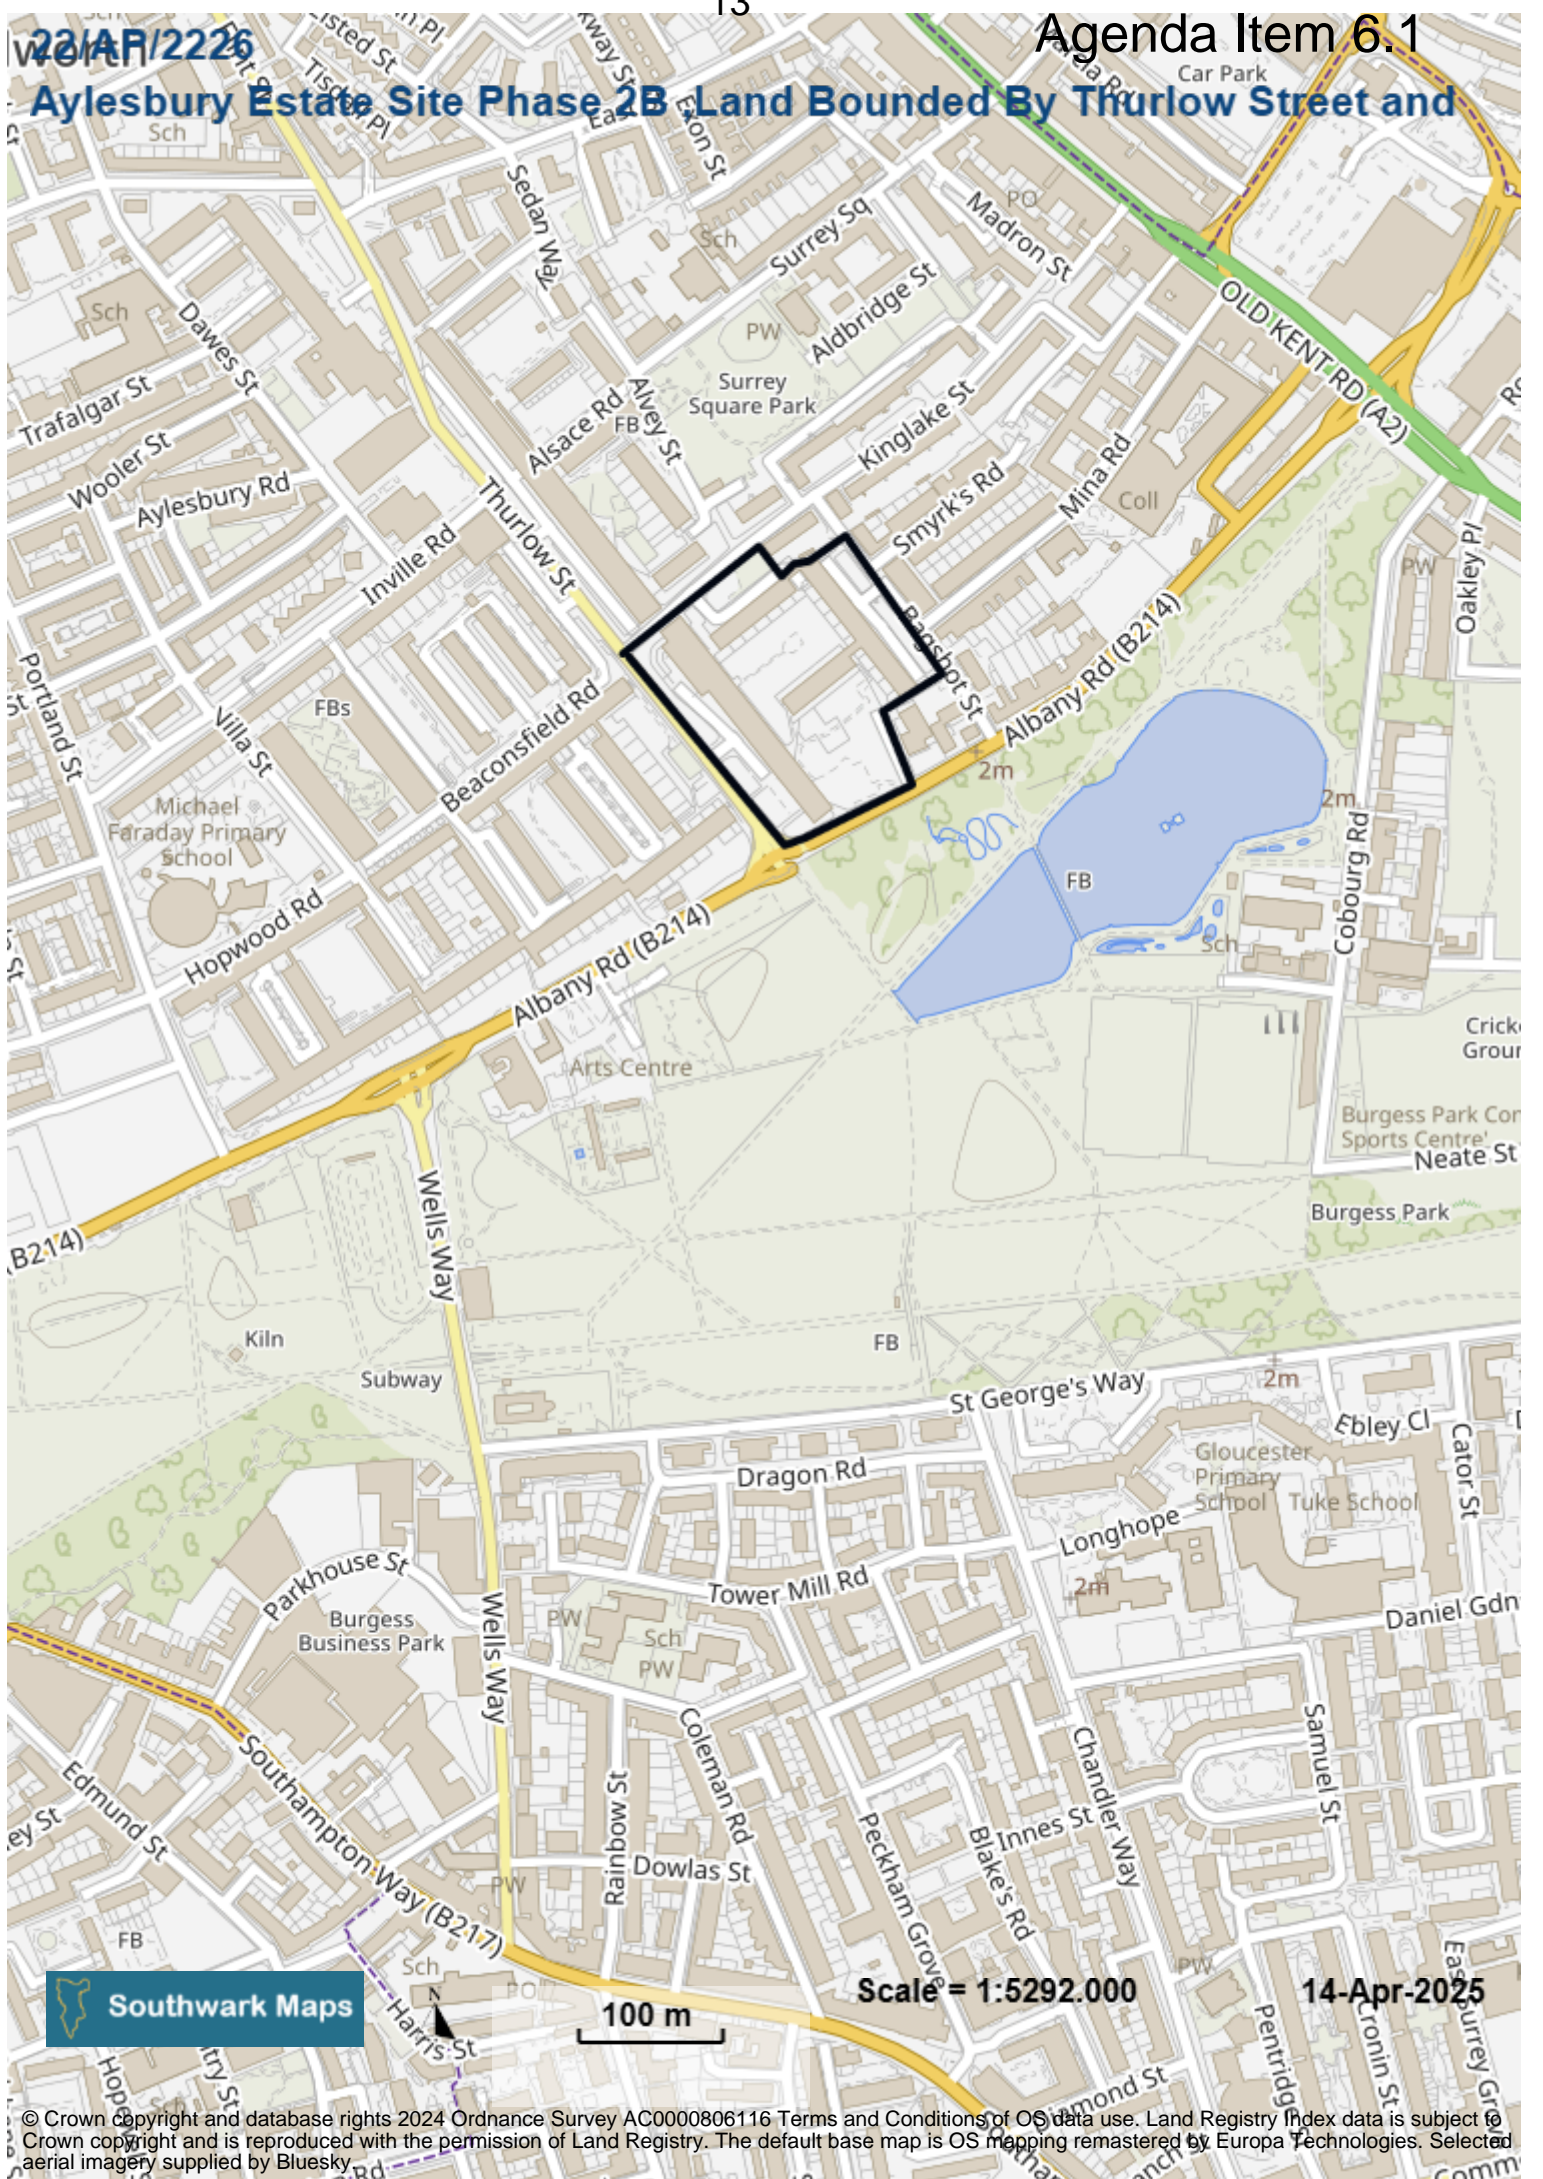 13
Agenda Item 6.1
22/AP/2226
Aylesbury Estate Site Phase 2B, Land Bounded By Thurlow Street and
Car Park
Sch
Tisdall Pl
Exon St
Sedan Way
PO
Madron St
Sch
Surrey Sq
Sch
Dawes St
PW
Aldbridge St
OLD KENT RD (A2)
Trafalgar St
Surrey
Square Park
Alsace Rd
FB
Alvey St
Kinglake St
Wooler St
Aylesbury Rd
Thurlow St
Mina Rd
Smyrk's Rd
Coll
Inville Rd
Oakley Pl
PW
Bagshot St
Albany Rd (B214)
Portland St
Villa St
FBs
Beaconsfield Rd
2m
2m
Michael
Faraday Primary
School
FB
Cobourg Rd
Hopwood Rd
Albany Rd (B214)
Sch
Arts Centre
Burgess Park Con
Sports Centre'
Neate St
Wells Way
Burgess Park
(B214)
Kiln
FB
Subway
St George's Way
2m
Ebley Cl
Cator St
Dragon Rd
Gloucester
Primary
School
Tuke School
Longhope
Parkhouse St
Tower Mill Rd
2m
Burgess
Business Park
PW
Sch
PW
Daniel Gdn
Wells Way
Southampton Way (B217)
Edmund St
Coleman Rd
Rainbow St
Samuel St
Chandler Way
Innes St
Blake's Rd
Peckham Grove
Dowlas St
PW
FB
Sch
PO
PW
Southwark Maps
N
Harris St
100 m
Scale = 1:5292.000
14-Apr-2025
© Crown copyright and database rights 2024 Ordnance Survey AC0000806116 Terms and Conditions of OS data use. Land Registry Index data is subject to
Crown copyright and is reproduced with the permission of Land Registry. The default base map is OS mapping remastered by Europa Technologies. Selected
aerial imagery supplied by Bluesky.